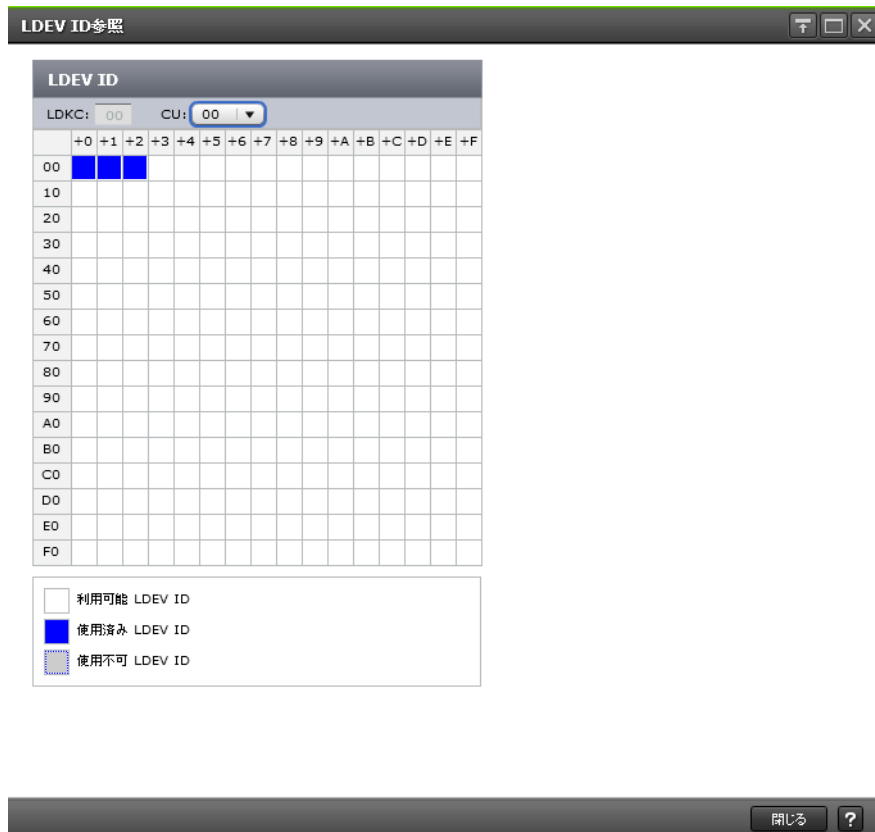 LDEV ID参照
LDEV ID
LDKC: 00 CU: 00
+0 +1 +2 +3 +4 +5 +6 +7 +8 +9 +A +B +C +D +E +F
00
10
20
30
40
50
60
70
80
90
A0
B0
C0
D0
E0
F0
利用可能 LDEV ID
使用済み LDEV ID
使用不可 LDEV ID
閉じる ?